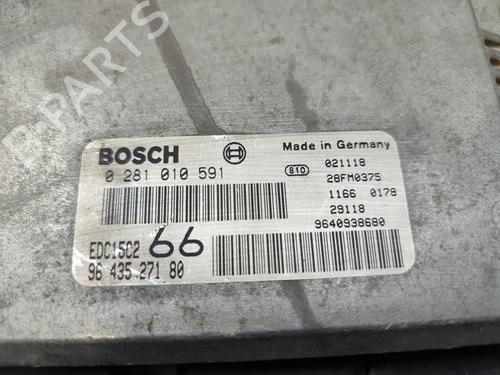 B-PARTS
BOSCH
Made in Germany
0 281 010 591
810
021118
28FM0375
1166 0178
29118
9640938680
EDC15C2 66
96 435 271 80